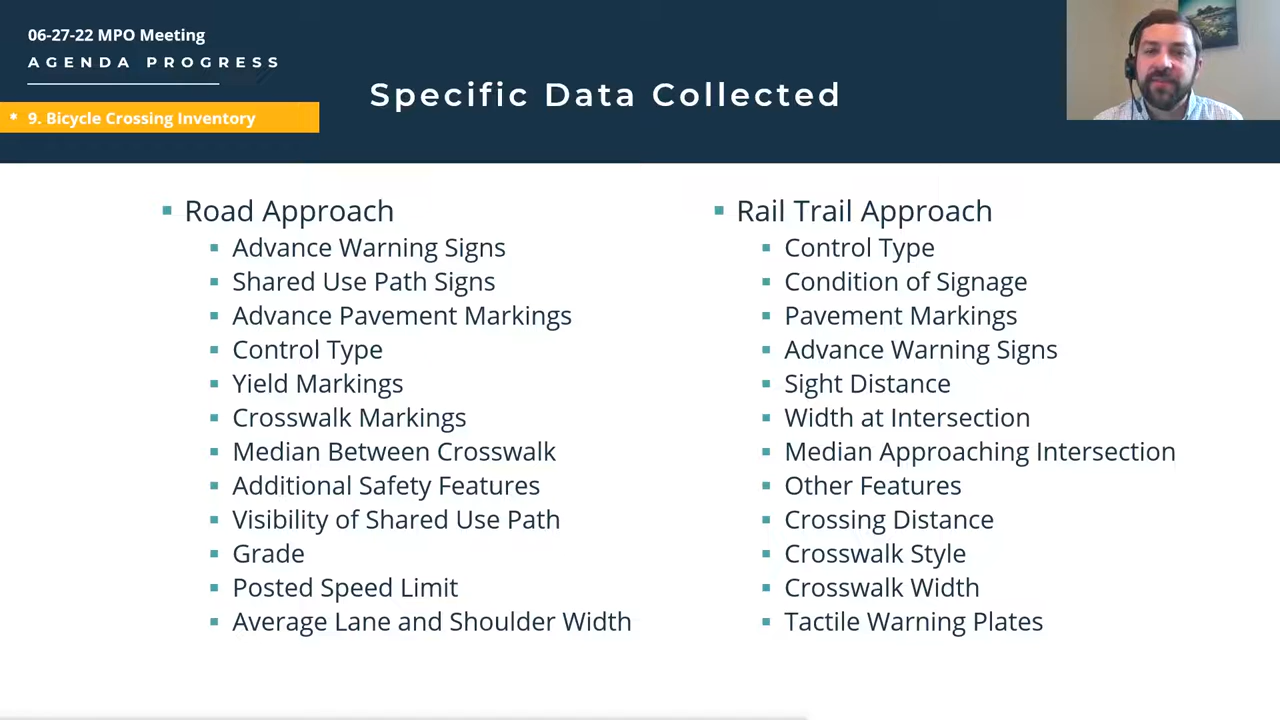 06-27-22 MPO Meeting
AGENDA PROGRESS
* 9. Bicycle Crossing Inventory
Specific Data Collected
Road Approach
Advance Warning Signs
Shared Use Path Signs
Advance Pavement Markings
Control Type
Yield Markings
Crosswalk Markings
Median Between Crosswalk
Additional Safety Features
Visibility of Shared Use Path
Grade
Posted Speed Limit
Average Lane and Shoulder Width
Rail Trail Approach
Control Type
Condition of Signage
Pavement Markings
Advance Warning Signs
Sight Distance
Width at Intersection
Median Approaching Intersection
Other Features
Crossing Distance
Crosswalk Style
Crosswalk Width
Tactile Warning Plates